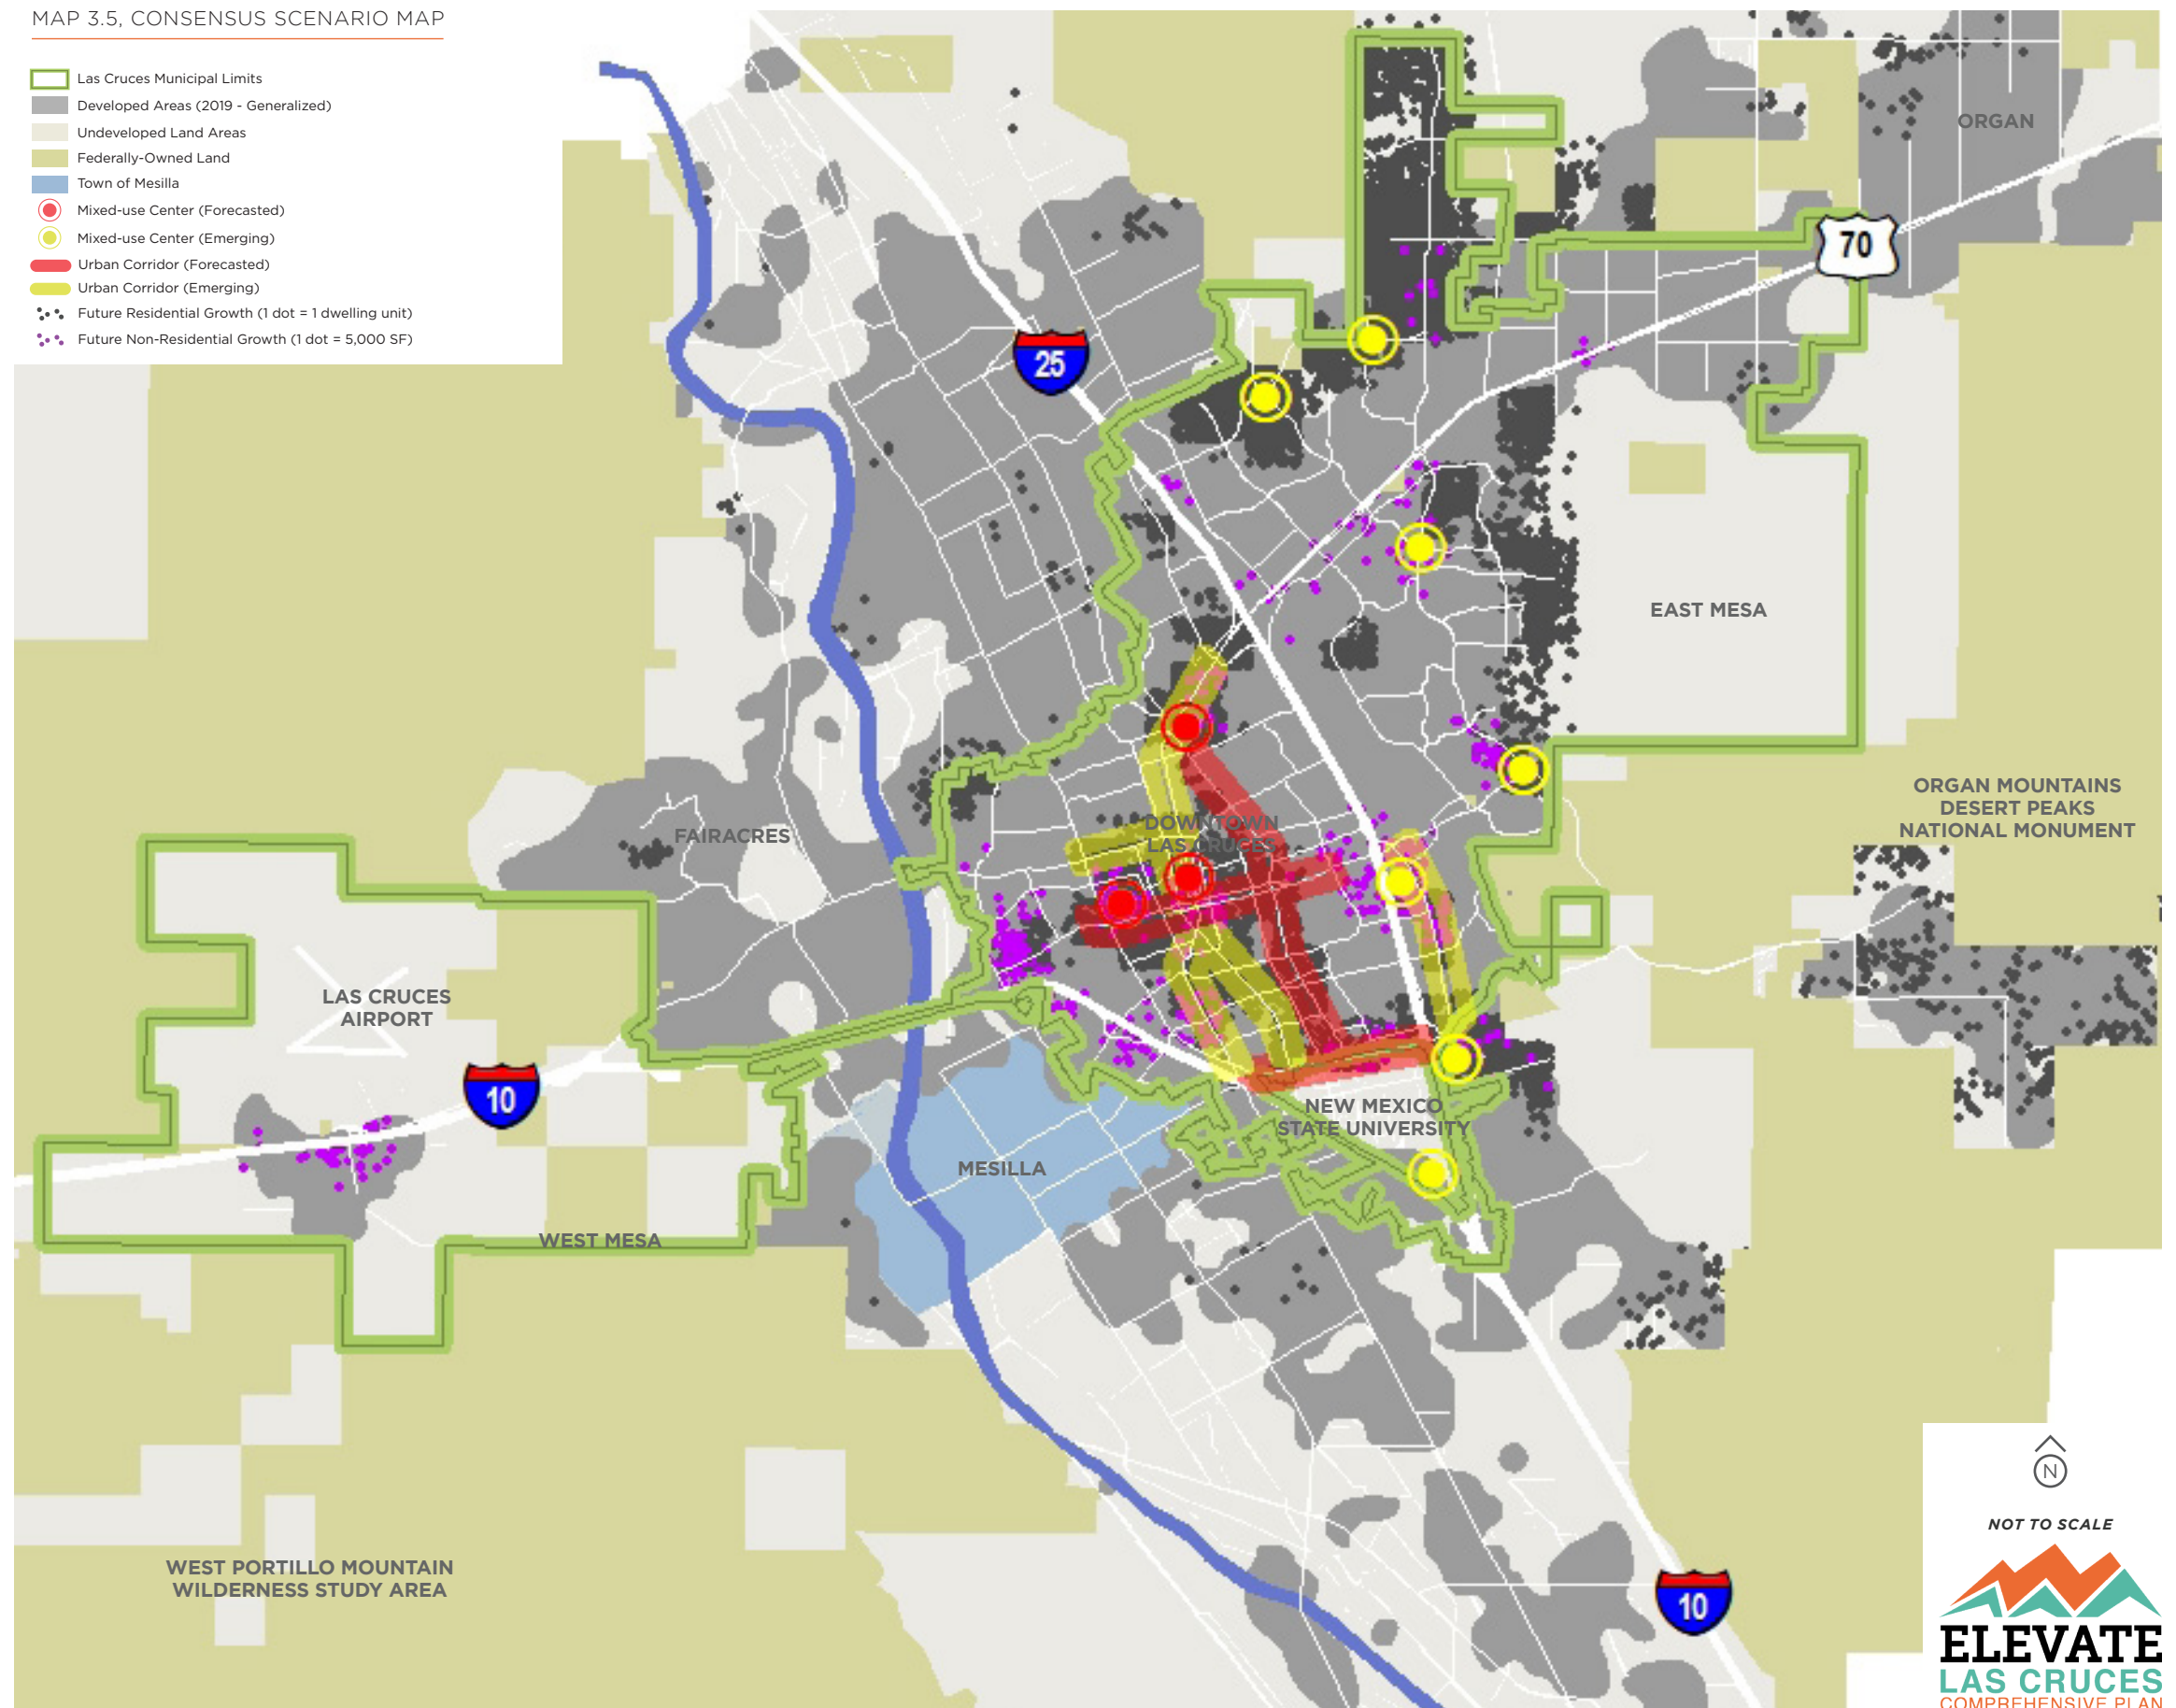 MAP 3.5, CONSENSUS SCENARIO MAP
Las Cruces Municipal Limits
Developed Areas (2019 - Generalized)
Undeveloped Land Areas
Federally-Owned Land
Town of Mesilla
Mixed-use Center (Forecasted)
Mixed-use Center (Emerging)
Urban Corridor (Forecasted)
Urban Corridor (Emerging)
Future Residential Growth (1 dot = 1 dwelling unit)
Future Non-Residential Growth (1 dot = 5,000 SF)
ORGAN
70
25
EAST MESA
ORGAN MOUNTAINS
DESERT PEAKS
NATIONAL MONUMENT
DOWNTOWN
LAS CRUCES
FAIRACRES
LAS CRUCES
AIRPORT
10
NEW MEXICO
STATE UNIVERSITY
MESILLA
WEST MESA
WEST PORTILLO MOUNTAIN
WILDERNESS STUDY AREA
10
N
NOT TO SCALE
ELEVATE
LAS CRUCES
COMPREHENSIVE PLAN